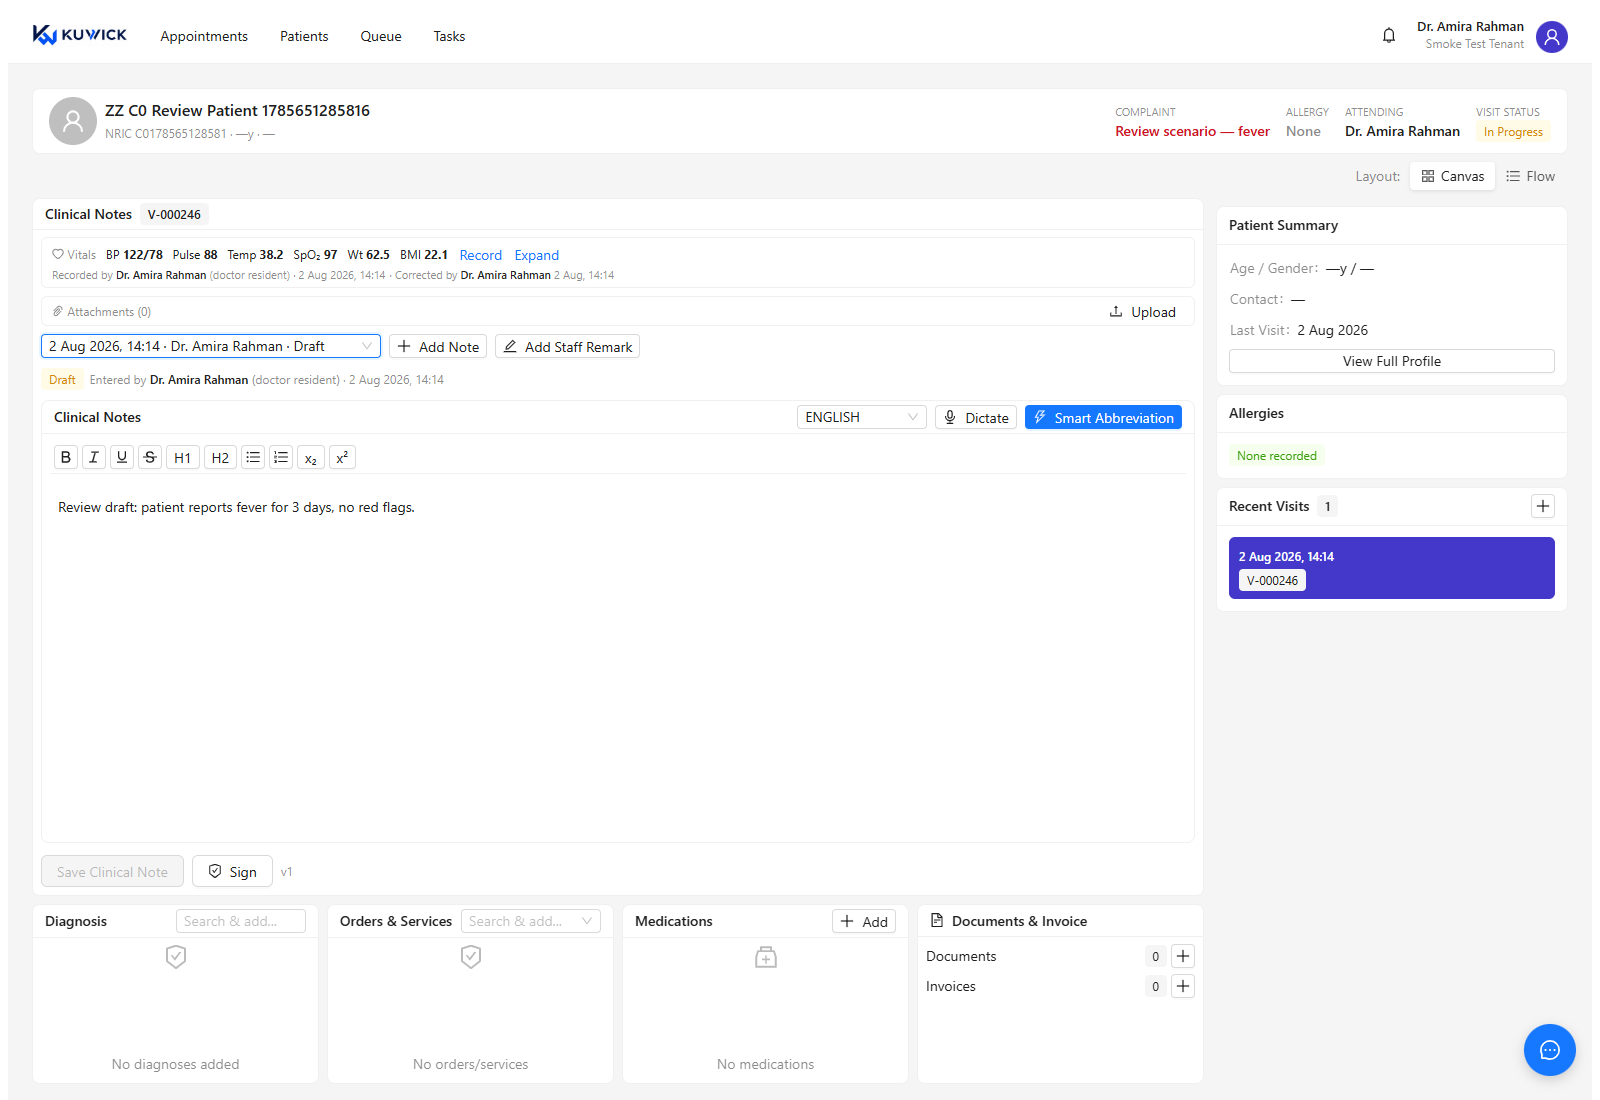 KUWICK
Appointments
Patients
Queue
Tasks
Dr. Amira Rahman
Smoke Test Tenant
ZZ C0 Review Patient 1785651285816
NRIC C0178565128581 · —y · —
COMPLAINT
Review scenario — fever
ALLERGY
None
ATTENDING
Dr. Amira Rahman
VISIT STATUS
In Progress
Layout:
Canvas
Flow
Clinical Notes V-000246
Vitals BP 122/78 Pulse 88 Temp 38.2 SpO₂ 97 Wt 62.5 BMI 22.1 Record Expand
Recorded by Dr. Amira Rahman (doctor resident) · 2 Aug 2026, 14:14 · Corrected by Dr. Amira Rahman 2 Aug, 14:14
Attachments (0)
Upload
2 Aug 2026, 14:14 · Dr. Amira Rahman · Draft
Add Note
Add Staff Remark
Draft Entered by Dr. Amira Rahman (doctor resident) · 2 Aug 2026, 14:14
Clinical Notes
ENGLISH
Dictate
Smart Abbreviation
B I U S H1 H2 x₂ x²
Review draft: patient reports fever for 3 days, no red flags.
Save Clinical Note
Sign
v1
Diagnosis
Search & add...
No diagnoses added
Orders & Services
Search & add...
No orders/services
Medications
Add
No medications
Documents & Invoice
Documents 0
Invoices 0
Patient Summary
Age / Gender: —y / —
Contact: —
Last Visit: 2 Aug 2026
View Full Profile
Allergies
None recorded
Recent Visits 1
2 Aug 2026, 14:14
V-000246